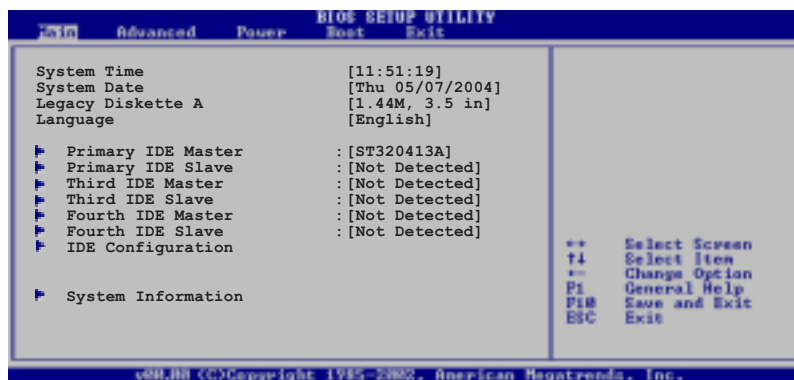 BIOS SETUP UTILITY
Main Advanced Power Boot Exit
System Time [11:51:19]
System Date [Thu 05/07/2004]
Legacy Diskette A [1.44M, 3.5 in]
Language [English]
Primary IDE Master :[ST320413A]
Primary IDE Slave :[Not Detected]
Third IDE Master :[Not Detected]
Third IDE Slave :[Not Detected]
Fourth IDE Master :[Not Detected]
Fourth IDE Slave :[Not Detected]
IDE Configuration
System Information
↔ Select Screen
↑↓ Select Item
+- Change Option
F1 General Help
F10 Save and Exit
ESC Exit
(C)Copyright 1985-2002, American Megatrends, Inc.